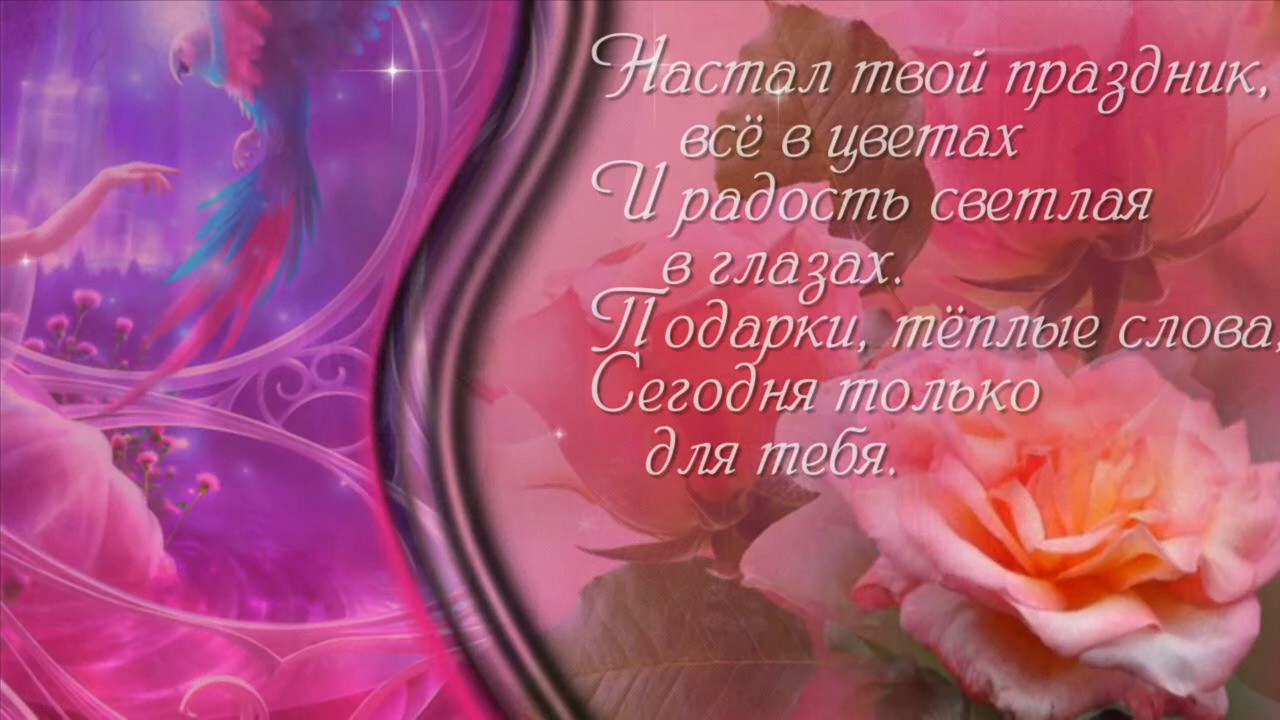 Настал твой праздник,
всё в цветах
И радость светлая
в глазах.
Подарки, тёплые слова,
Сегодня только
для тебя.